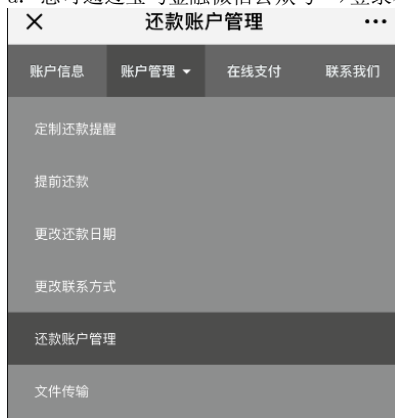 还款账户管理
账户信息 账户管理 在线支付 联系我们
定制还款提醒
提前还款
更改还款日期
更改联系方式
还款账户管理
文件传输